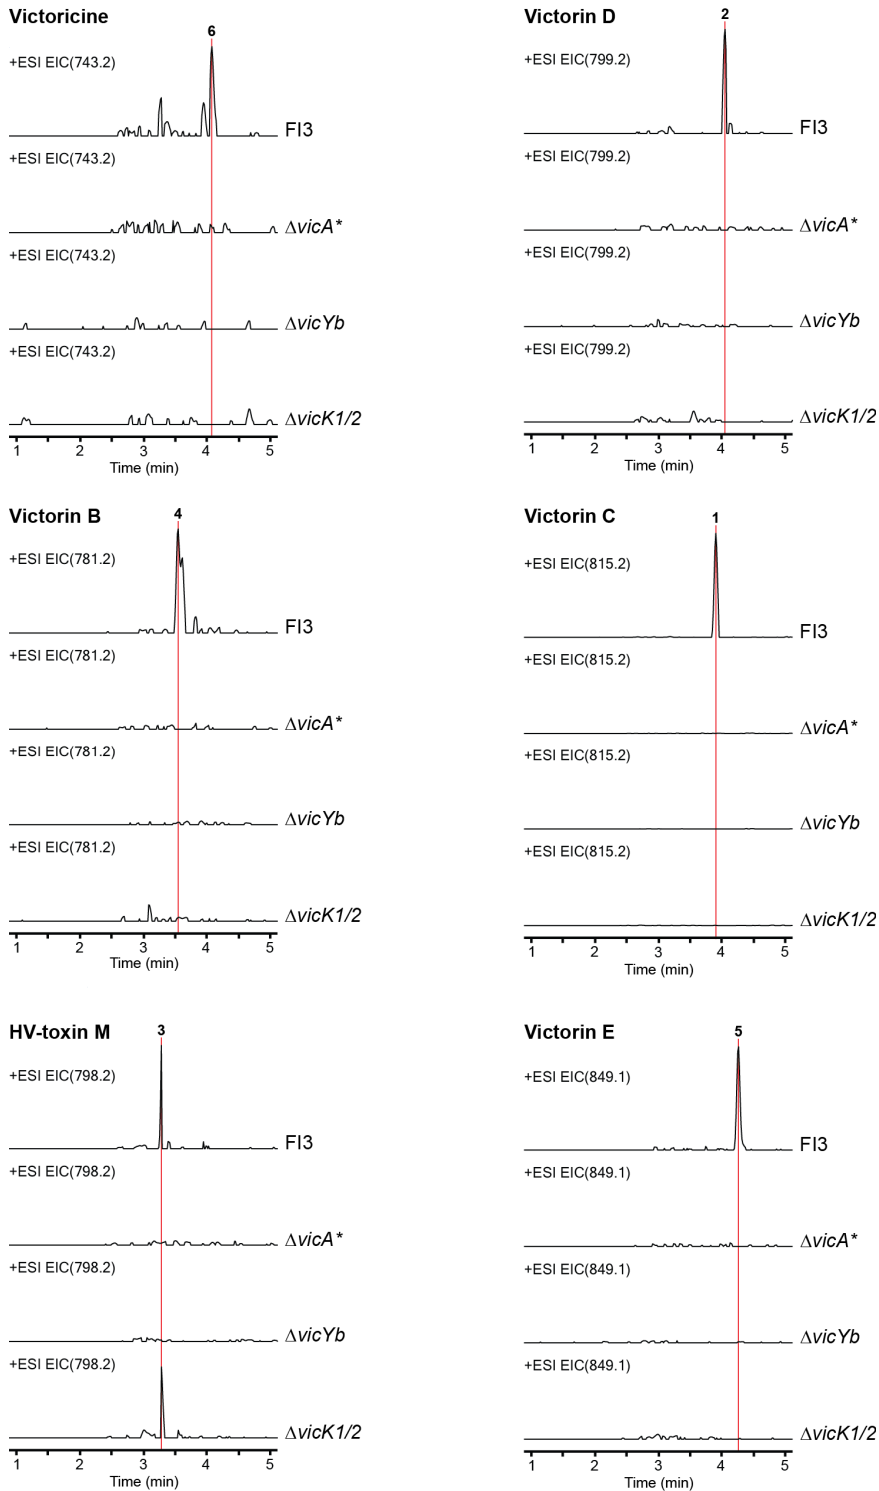 Victoricine
6
+ESI EIC(743.2)
FI3
+ESI EIC(743.2)
ΔvicA*
+ESI EIC(743.2)
ΔvicYb
+ESI EIC(743.2)
ΔvicK1/2
1 2 3 4 5
Time (min)
Victorin D
2
+ESI EIC(799.2)
FI3
+ESI EIC(799.2)
ΔvicA*
+ESI EIC(799.2)
ΔvicYb
+ESI EIC(799.2)
ΔvicK1/2
1 2 3 4 5
Time (min)
Victorin B
4
+ESI EIC(781.2)
FI3
+ESI EIC(781.2)
ΔvicA*
+ESI EIC(781.2)
ΔvicYb
+ESI EIC(781.2)
ΔvicK1/2
1 2 3 4 5
Time (min)
Victorin C
1
+ESI EIC(815.2)
FI3
+ESI EIC(815.2)
ΔvicA*
+ESI EIC(815.2)
ΔvicYb
+ESI EIC(815.2)
ΔvicK1/2
1 2 3 4 5
Time (min)
HV-toxin M
3
+ESI EIC(798.2)
FI3
+ESI EIC(798.2)
ΔvicA*
+ESI EIC(798.2)
ΔvicYb
+ESI EIC(798.2)
ΔvicK1/2
1 2 3 4 5
Time (min)
Victorin E
5
+ESI EIC(849.1)
FI3
+ESI EIC(849.1)
ΔvicA*
+ESI EIC(849.1)
ΔvicYb
+ESI EIC(849.1)
ΔvicK1/2
1 2 3 4 5
Time (min)